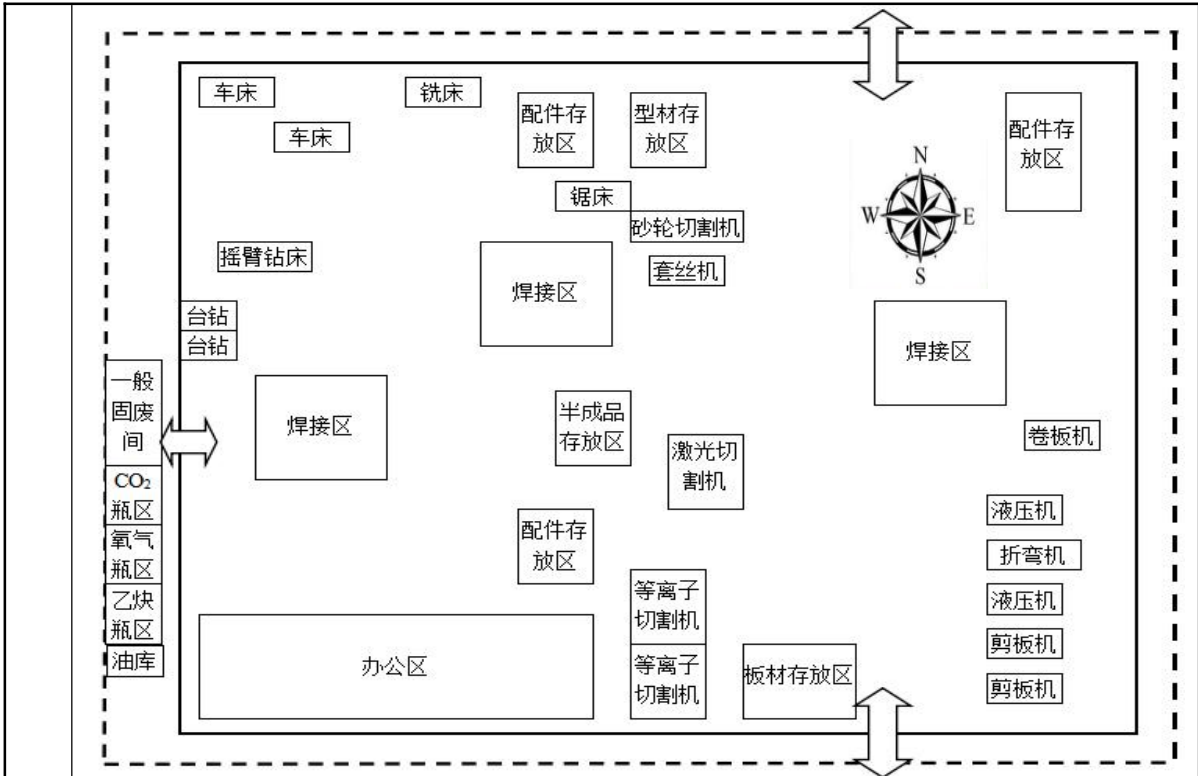 车床
铣床
车床
配件存
放区
型材存
放区
配件存
放区
锯床
砂轮切割机
套丝机
N
W
E
S
摇臂钻床
焊接区
台钻
台钻
焊接区
一般
固废
间
焊接区
半成品
存放区
激光切
割机
卷板机
CO₂
瓶区
氧气
瓶区
乙炔
瓶区
油库
配件存
放区
液压机
折弯机
液压机
剪板机
剪板机
等离子
切割机
等离子
切割机
办公区
板材存放区